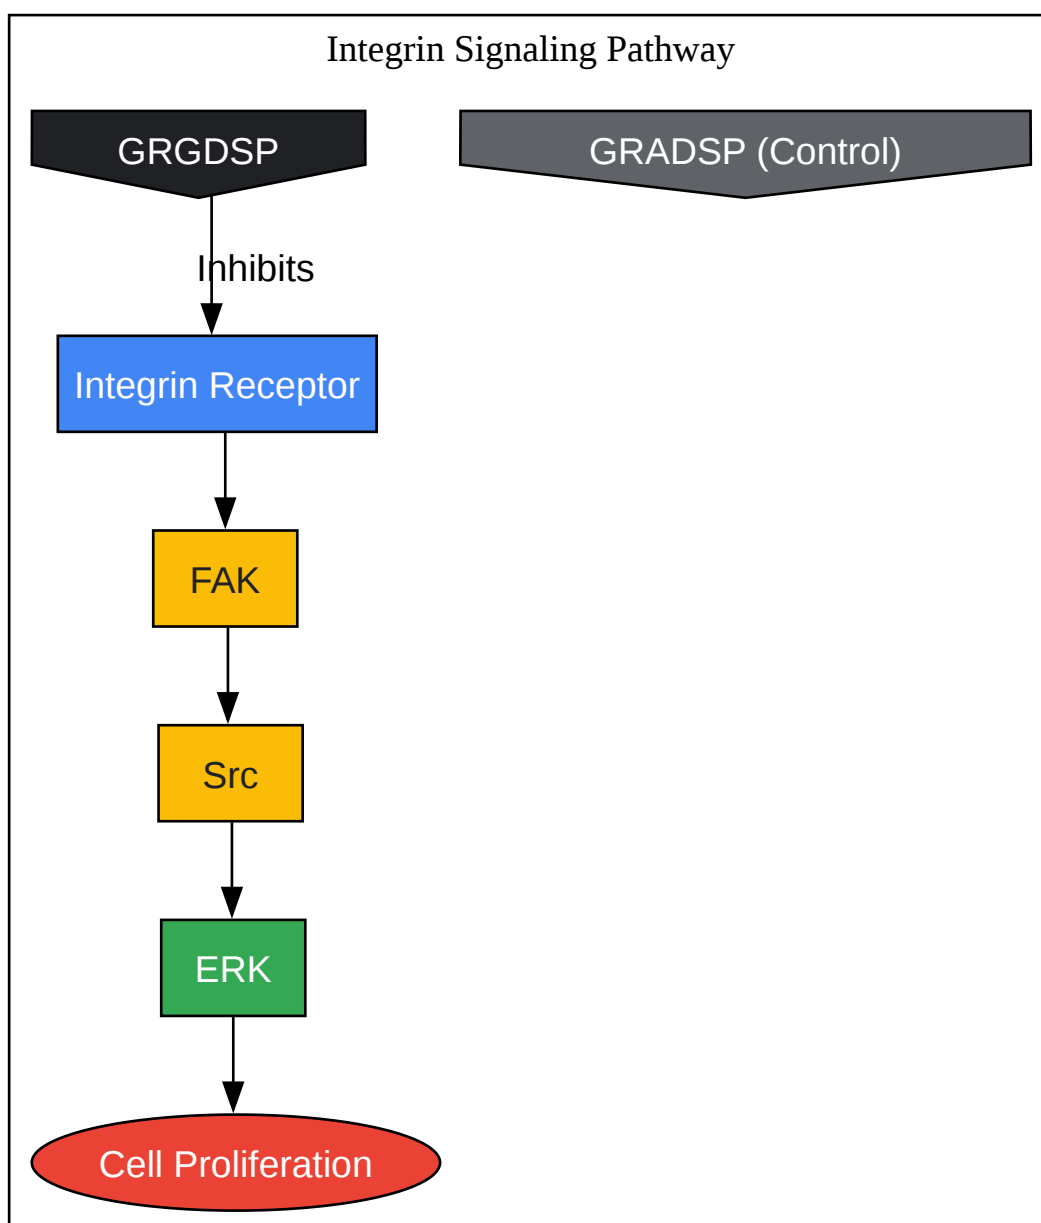 Integrin Signaling Pathway
GRGDSP
GRADSP (Control)
Inhibits
Integrin Receptor
FAK
Src
ERK
Cell Proliferation